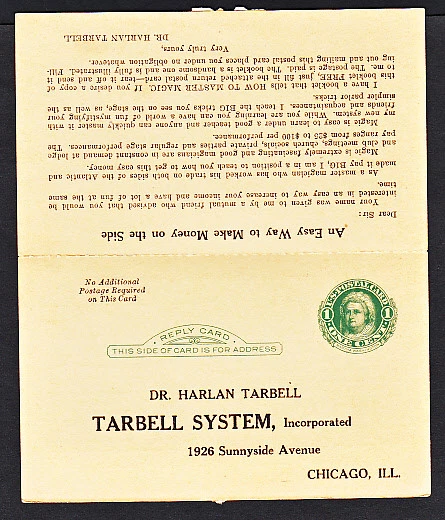 An Easy Way to Make Money on the Side
Dear Sir:
Your name was given to me by a mutual friend who advised that you would be
interested in an easy way to increase your income and have a lot of fun at the same
time.
As a master magician who has worked his trade on both sides of the Atlantic and
made it pay BIG, I am in a position to teach you how to get this easy money.
Magic is extremely fascinating and good magicians are in constant demand at lodge
and club meetings, church socials, private parties and regular stage performances. The
pay ranges from $25 to $100 per performance.
Magic is easy to learn under a good teacher and anyone can quickly master it with
my new system. While you are learning you can have a world of fun mystifying your
friends and acquaintances. I teach the BIG tricks you see on the stage, as well as the
simpler parlor tricks.
I have a booklet that tells HOW TO MASTER MAGIC. If you desire a copy of
this booklet FREE, just fill in the attached return postal card—tear it off and send it
to me. The postage is paid. The booklet is a handsome one and is fully illustrated. Fill-
ing out and mailing this postal card places you under no obligation whatever.
Very truly yours,
DR. HARLAN TARBELL
No Additional
Postage Required
on This Card
U.S. POSTAL CARD
1 1
ONE CENT
REPLY CARD
THIS SIDE OF CARD IS FOR ADDRESS
DR. HARLAN TARBELL
TARBELL SYSTEM, Incorporated
1926 Sunnyside Avenue
CHICAGO, ILL.